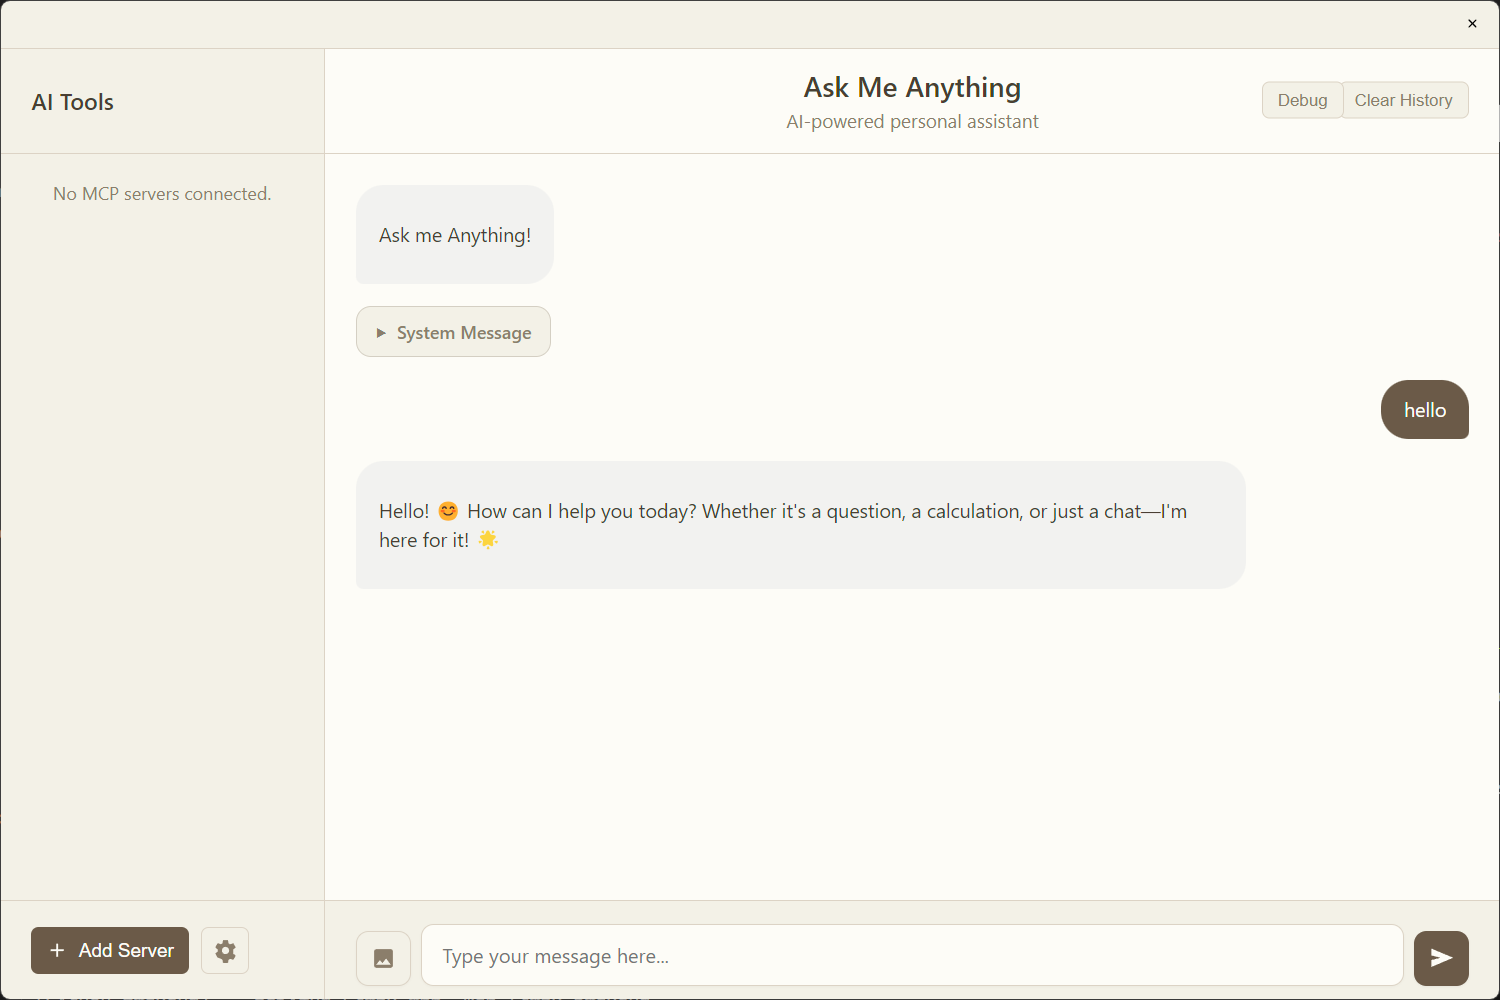 ×
AI Tools
Ask Me Anything
AI-powered personal assistant
Debug
Clear History
No MCP servers connected.
Ask me Anything!
▶ System Message
hello
Hello! 😊 How can I help you today? Whether it's a question, a calculation, or just a chat—I'm
here for it! 🌟
+ Add Server
Type your message here...